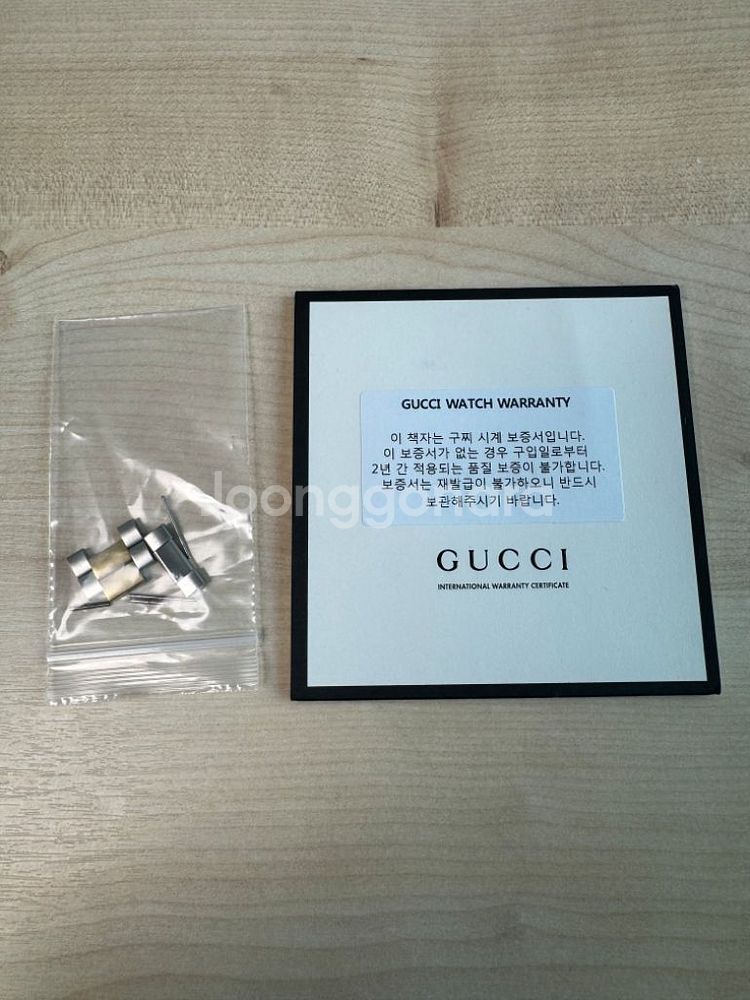 GUCCI WATCH WARRANTY
이 책자는 구찌 시계 보증서입니다.
이 보증서가 없는 경우 구입일로부터
2년 간 적용되는 품질 보증이 불가합니다.
보증서는 재발급이 불가하오니 반드시
보관해주시기 바랍니다.
GUCCI
INTERNATIONAL WARRANTY CERTIFICATE